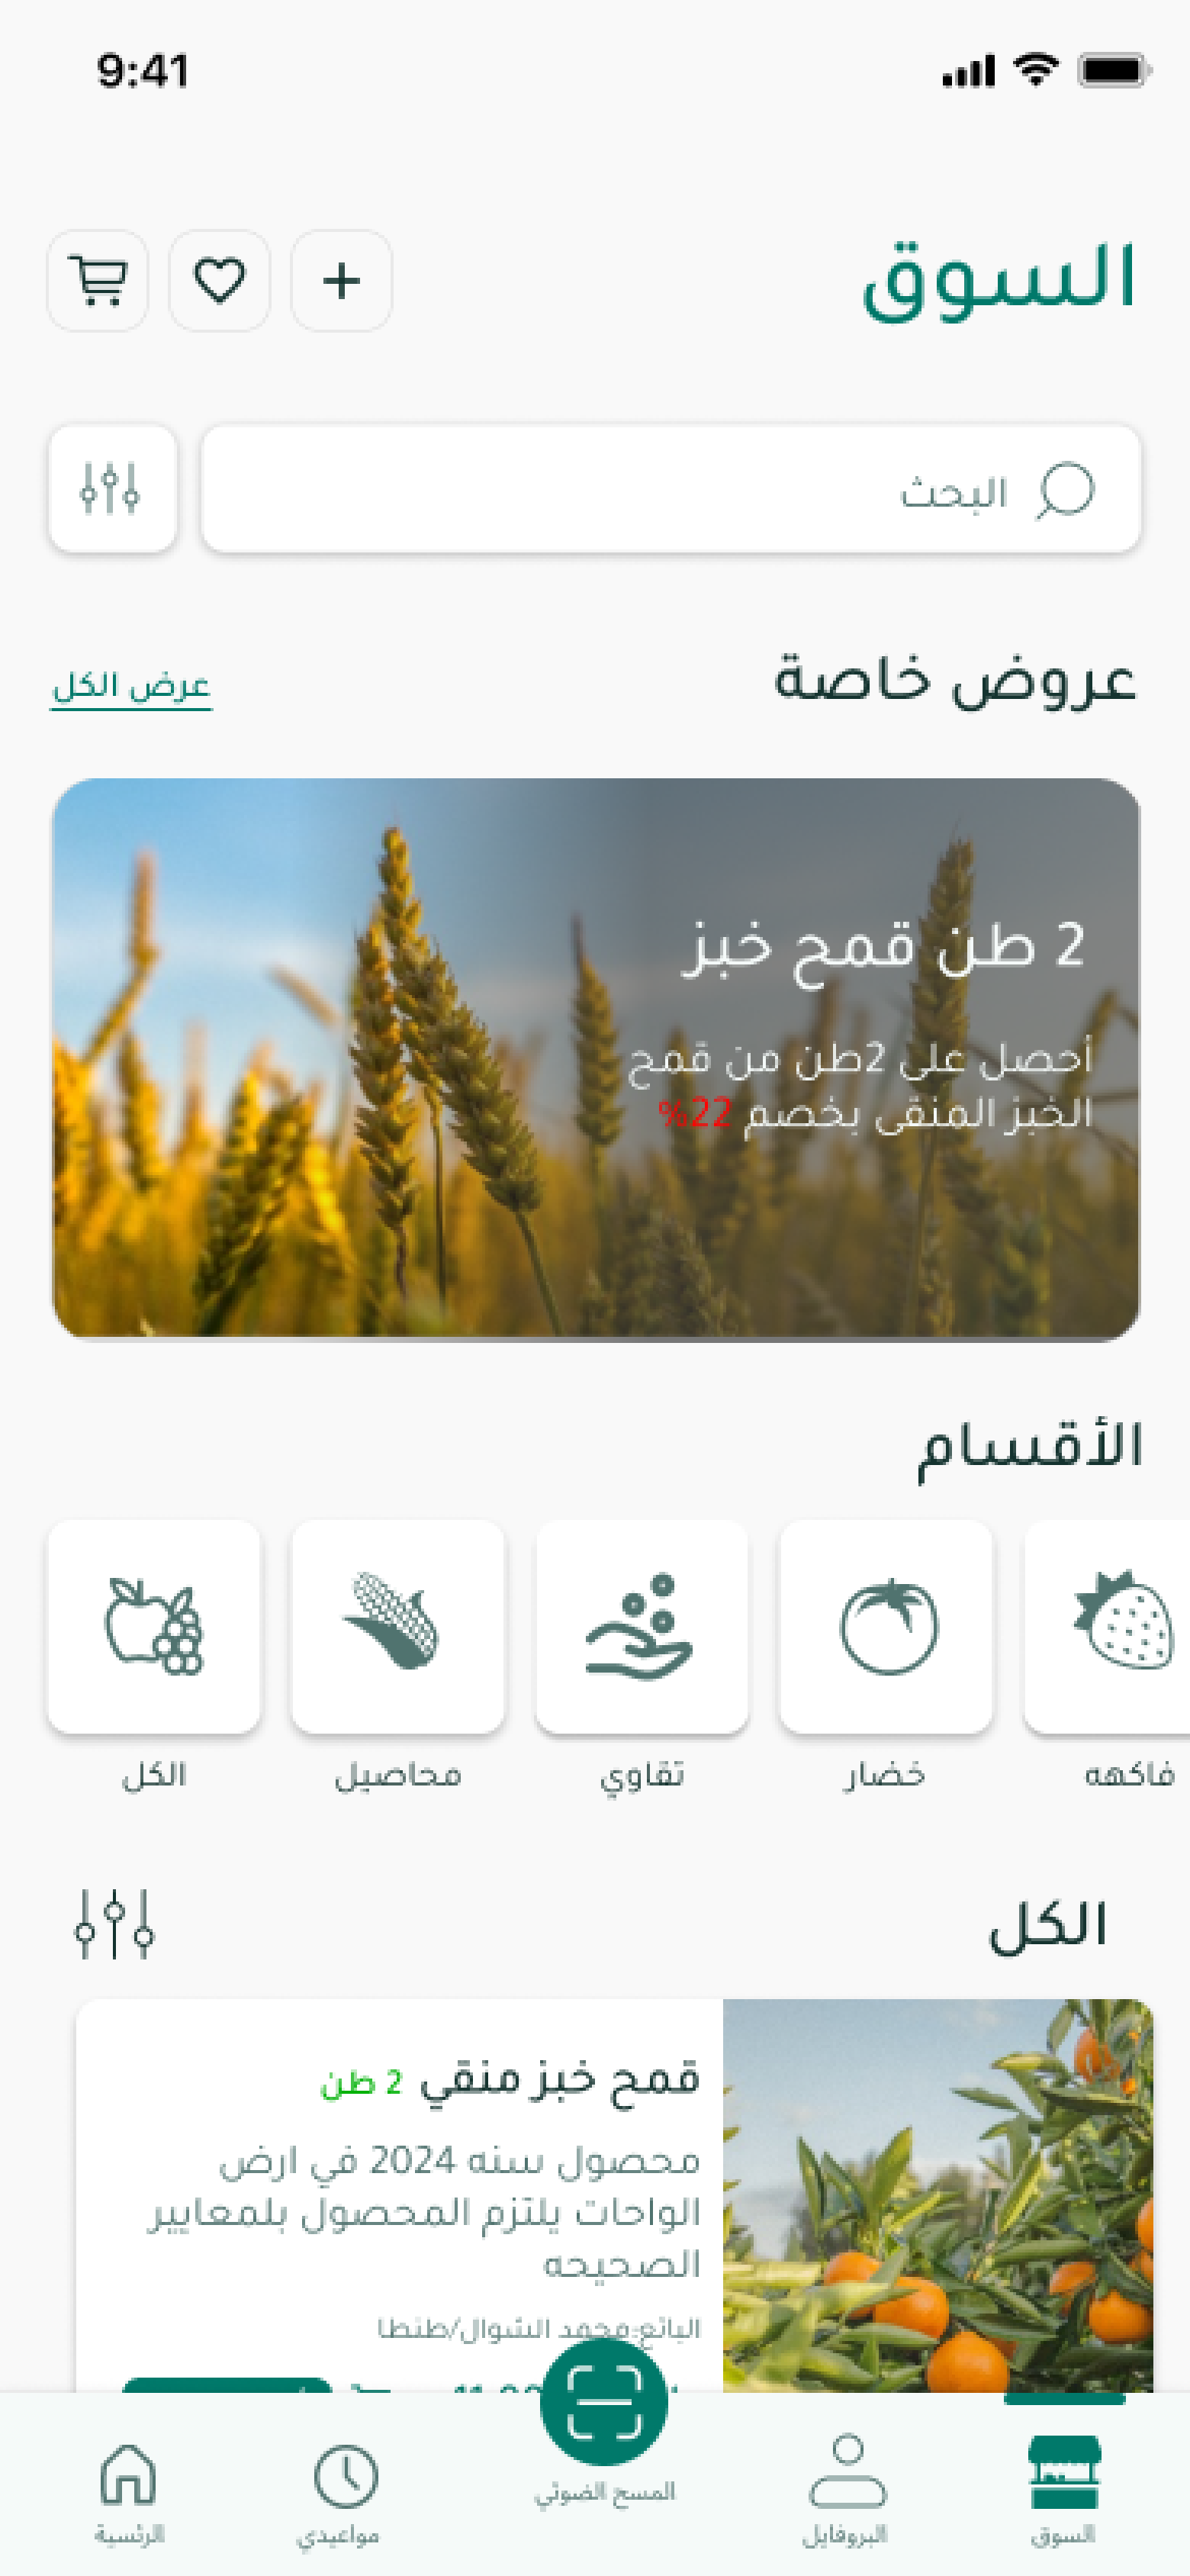 9:41
السوق
البحث
عروض خاصة
عرض الكل
2 طن قمح خبز
أحصل على 2طن من قمح
الخبز المنقى بخصم 22%
الأقسام
فاكهه
خضار
تقاوي
محاصيل
الكل
الكل
قمح خبز منقي 2 طن
محصول سنه 2024 في ارض
الواحات يلتزم المحصول بلمعايير
الصحيحه
البائع:محمد الشوال/طنطا
السوق
البروفايل
المسح الضوئي
مواعيدي
الرئسية